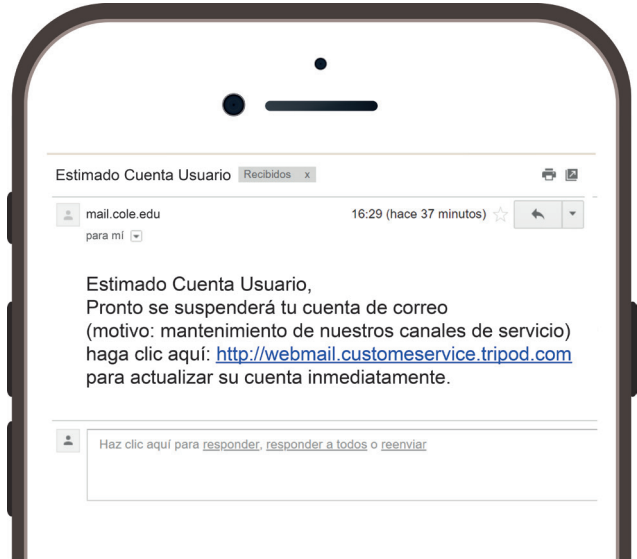 Estimado Cuenta Usuario Recibidos x
mail.cole.edu 16:29 (hace 37 minutos)
para mí
Estimado Cuenta Usuario,
Pronto se suspenderá tu cuenta de correo
(motivo: mantenimiento de nuestros canales de servicio)
haga clic aquí: http://webmail.customeservice.tripod.com
para actualizar su cuenta inmediatamente.
Haz clic aquí para responder, responder a todos o reenviar